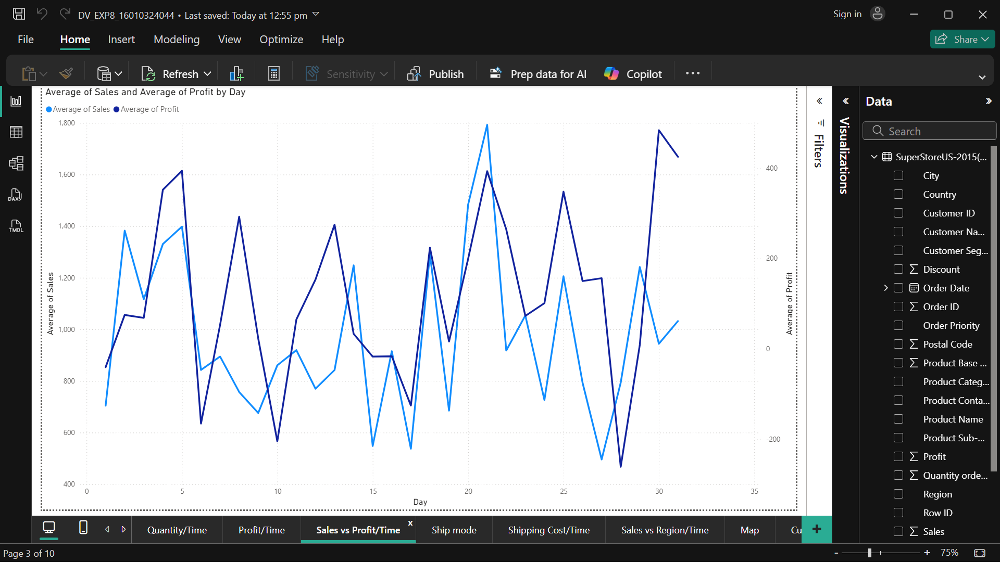 DV_EXP8_16010324044 • Last saved: Today at 12:55 pm
Sign in
File Home Insert Modeling View Optimize Help
Share
Refresh
Sensitivity
Publish
Prep data for AI
Copilot
Average of Sales and Average of Profit by Day
Average of Sales Average of Profit
1,800
1,600
1,400
1,200
1,000
800
600
400
Average of Sales
400
200
0
-200
Average of Profit
0 5 10 15 20 25 30 35
Day
DAX
TMDL
Filters
Visualizations
Data
Search
SuperStoreUS-2015(...
City
Country
Customer ID
Customer Na...
Customer Seg...
Discount
Order Date
Order ID
Order Priority
Postal Code
Product Base ...
Product Categ...
Product Conta...
Product Name
Product Sub-...
Profit
Quantity orde...
Region
Row ID
Sales
Quantity/Time
Profit/Time
Sales vs Profit/Time x
Ship mode
Shipping Cost/Time
Sales vs Region/Time
Map
Cu
+
Page 3 of 10
- + 75%